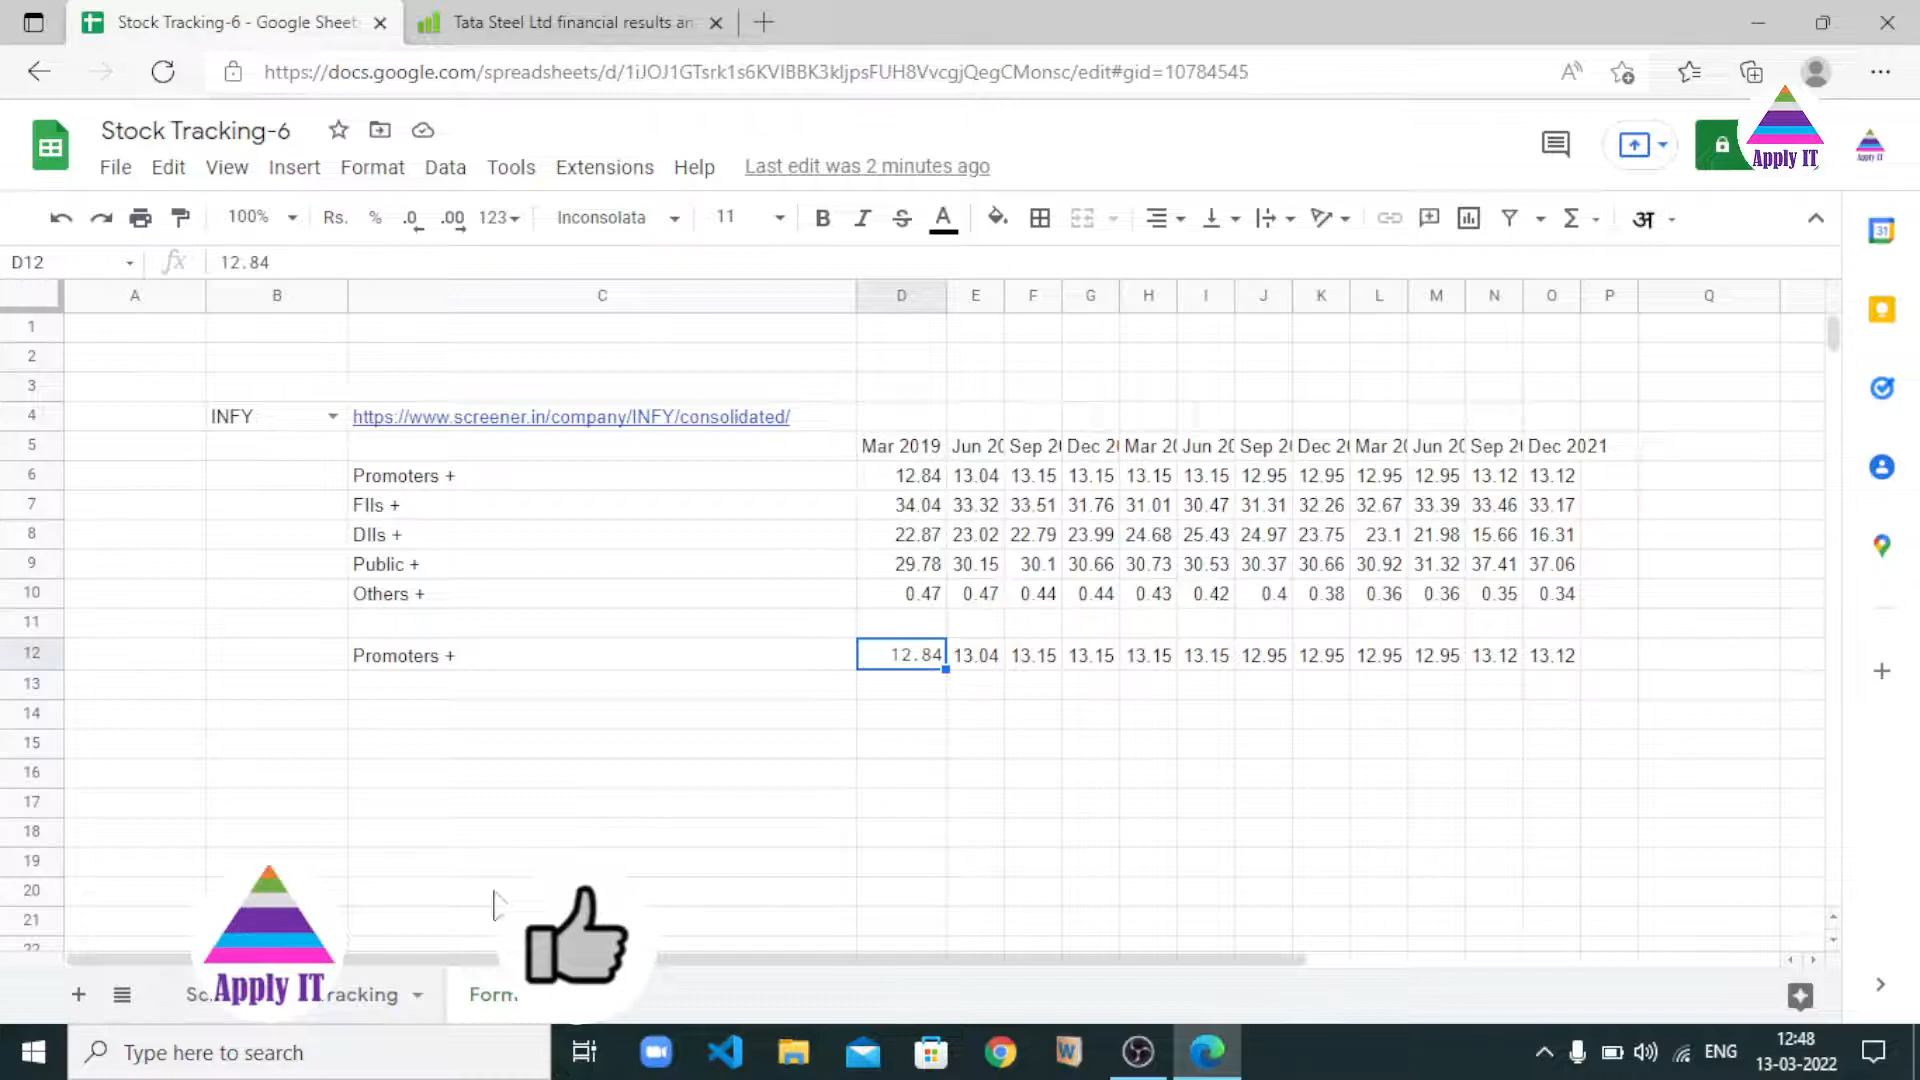 Stock Tracking-6 - Google Sheet
Tata Steel Ltd financial results an
https://docs.google.com/spreadsheets/d/1iJOJ1GTsrk1s6KVIBBK3kljpsFUH8VvcgjQegCMonsc/edit#gid=10784545
Stock Tracking-6
File Edit View Insert Format Data Tools Extensions Help Last edit was 2 minutes ago
Apply IT
Apply IT
100% Rs. % .0 .00 123 Inconsolata 11 B I S A अ
31
D12 fx 12.84
A B C D E F G H I J K L M N O P Q
1
2
3
4 INFY https://www.screener.in/company/INFY/consolidated/
5 Mar 2019 Jun 20 Sep 20 Dec 20 Mar 20 Jun 20 Sep 20 Dec 20 Mar 20 Jun 20 Sep 20 Dec 2021
6 Promoters + 12.84 13.04 13.15 13.15 13.15 13.15 12.95 12.95 12.95 12.95 13.12 13.12
7 FIIs + 34.04 33.32 33.51 31.76 31.01 30.47 31.31 32.26 32.67 33.39 33.46 33.17
8 DIIs + 22.87 23.02 22.79 23.99 24.68 25.43 24.97 23.75 23.1 21.98 15.66 16.31
9 Public + 29.78 30.15 30.1 30.66 30.73 30.53 30.37 30.66 30.92 31.32 37.41 37.06
10 Others + 0.47 0.47 0.44 0.44 0.43 0.42 0.4 0.38 0.36 0.36 0.35 0.34
11
12 Promoters + 12.84 13.04 13.15 13.15 13.15 13.15 12.95 12.95 12.95 12.95 13.12 13.12
13
14
15
16
17
18
19
20
21
22
Apply IT
racking Form
Type here to search
W
ENG
12:48
13-03-2022